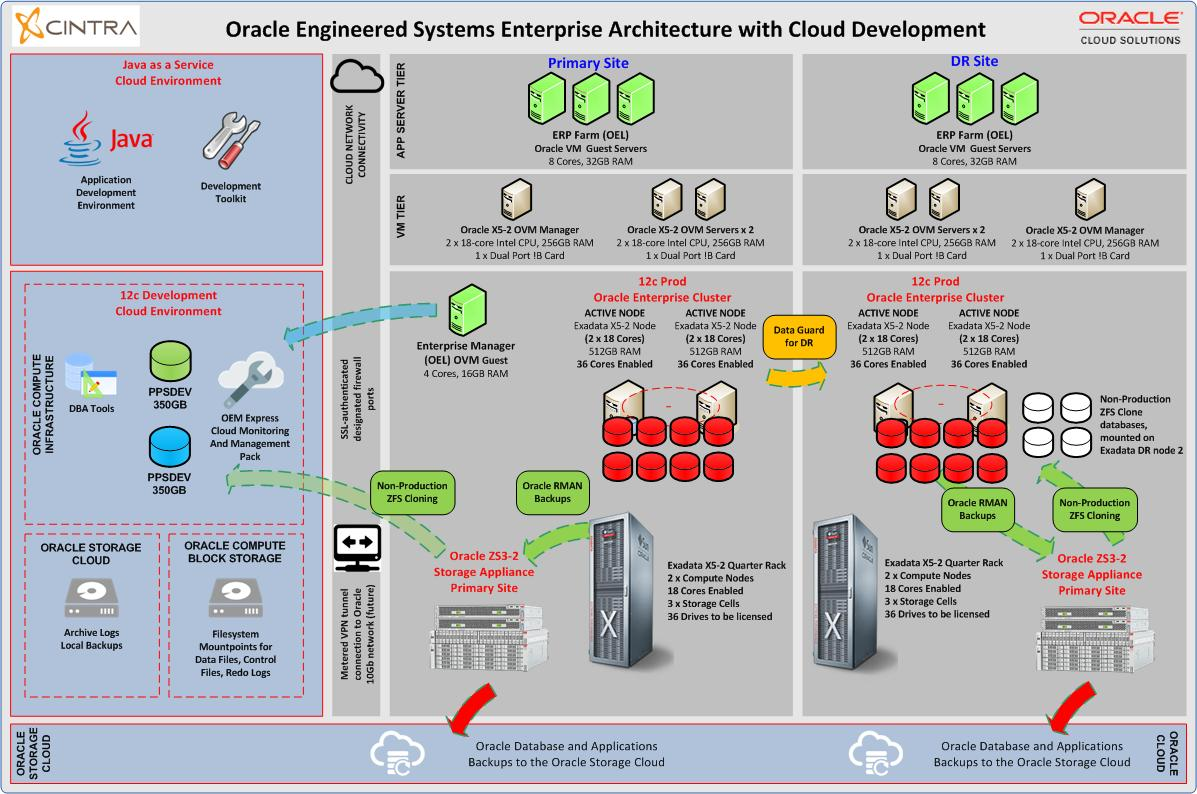 CINTRA
Oracle Engineered Systems Enterprise Architecture with Cloud Development
ORACLE
CLOUD SOLUTIONS
Java as a Service
Cloud Environment
Java
Application
Development
Environment
Development
Toolkit
12c Development
Cloud Environment
ORACLE COMPUTE
INFRASTRUCTURE
DBA Tools
PPSDEV
350GB
PPSDEV
350GB
OEM Express
Cloud Monitoring
And Management
Pack
ORACLE STORAGE
CLOUD
Archive Logs
Local Backups
ORACLE COMPUTE
BLOCK STORAGE
Filesystem
Mountpoints for
Data Files, Control
Files, Redo Logs
CLOUD NETWORK
CONNECTIVITY
SSL-authenticated
designated firewall
ports
Metered VPN tunnel
connection to Oracle
10Gb network (future)
APP SERVER TIER
Primary Site
ERP Farm (OEL)
Oracle VM Guest Servers
8 Cores, 32GB RAM
DR Site
ERP Farm (OEL)
Oracle VM Guest Servers
8 Cores, 32GB RAM
VM TIER
Oracle X5-2 OVM Manager
2 x 18-core Intel CPU, 256GB RAM
1 x Dual Port !B Card
Oracle X5-2 OVM Servers x 2
2 x 18-core Intel CPU, 256GB RAM
1 x Dual Port !B Card
Oracle X5-2 OVM Servers x 2
2 x 18-core Intel CPU, 256GB RAM
1 x Dual Port !B Card
Oracle X5-2 OVM Manager
2 x 18-core Intel CPU, 256GB RAM
1 x Dual Port !B Card
Enterprise Manager
(OEL) OVM Guest
4 Cores, 16GB RAM
12c Prod
Oracle Enterprise Cluster
ACTIVE NODE
Exadata X5-2 Node
(2 x 18 Cores)
512GB RAM
36 Cores Enabled
ACTIVE NODE
Exadata X5-2 Node
(2 x 18 Cores)
512GB RAM
36 Cores Enabled
Data Guard
for DR
12c Prod
Oracle Enterprise Cluster
ACTIVE NODE
Exadata X5-2 Node
(2 x 18 Cores)
512GB RAM
36 Cores Enabled
ACTIVE NODE
Exadata X5-2 Node
(2 x 18 Cores)
512GB RAM
36 Cores Enabled
Non-Production
ZFS Clone
databases,
mounted on
Exadata DR node 2
Non-Production
ZFS Cloning
Oracle RMAN
Backups
Oracle RMAN
Backups
Non-Production
ZFS Cloning
Oracle ZS3-2
Storage Appliance
Primary Site
X
Exadata X5-2 Quarter Rack
2 x Compute Nodes
18 Cores Enabled
3 x Storage Cells
36 Drives to be licensed
X
Exadata X5-2 Quarter Rack
2 x Compute Nodes
18 Cores Enabled
3 x Storage Cells
36 Drives to be licensed
Oracle ZS3-2
Storage Appliance
Primary Site
ORACLE
STORAGE
CLOUD
Oracle Database and Applications
Backups to the Oracle Storage Cloud
Oracle Database and Applications
Backups to the Oracle Storage Cloud
ORACLE
CLOUD